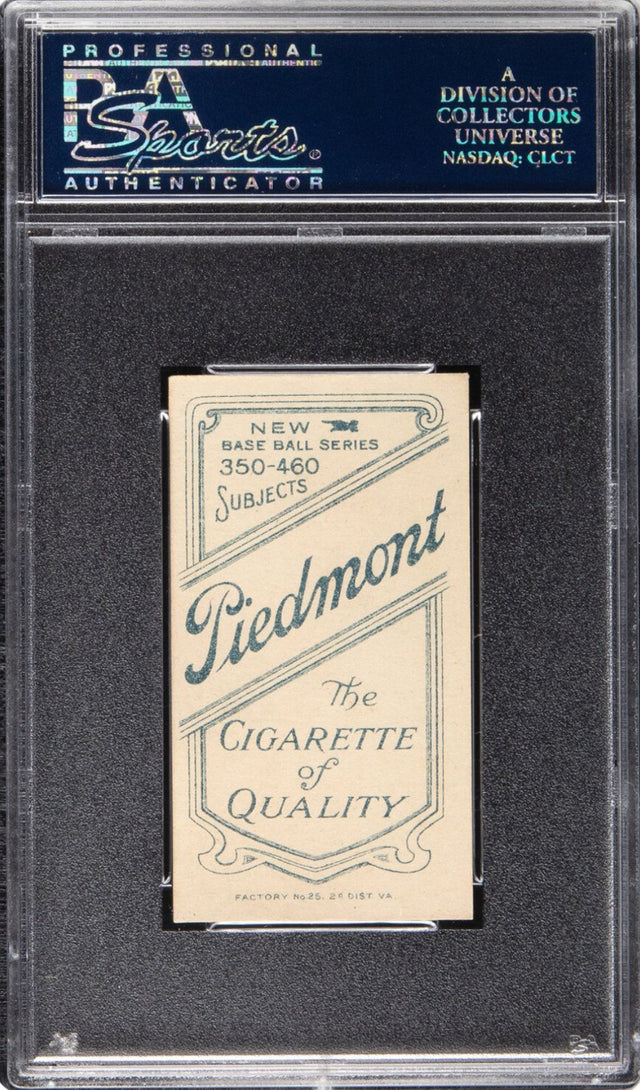 PROFESSIONAL
PSA
Sports®
AUTHENTICATOR
A
DIVISION OF
COLLECTORS
UNIVERSE
NASDAQ: CLCT
NEW
BASE BALL SERIES
350-460
SUBJECTS
Piedmont
The
CIGARETTE
of
QUALITY
FACTORY No 25, 2D DIST. VA.